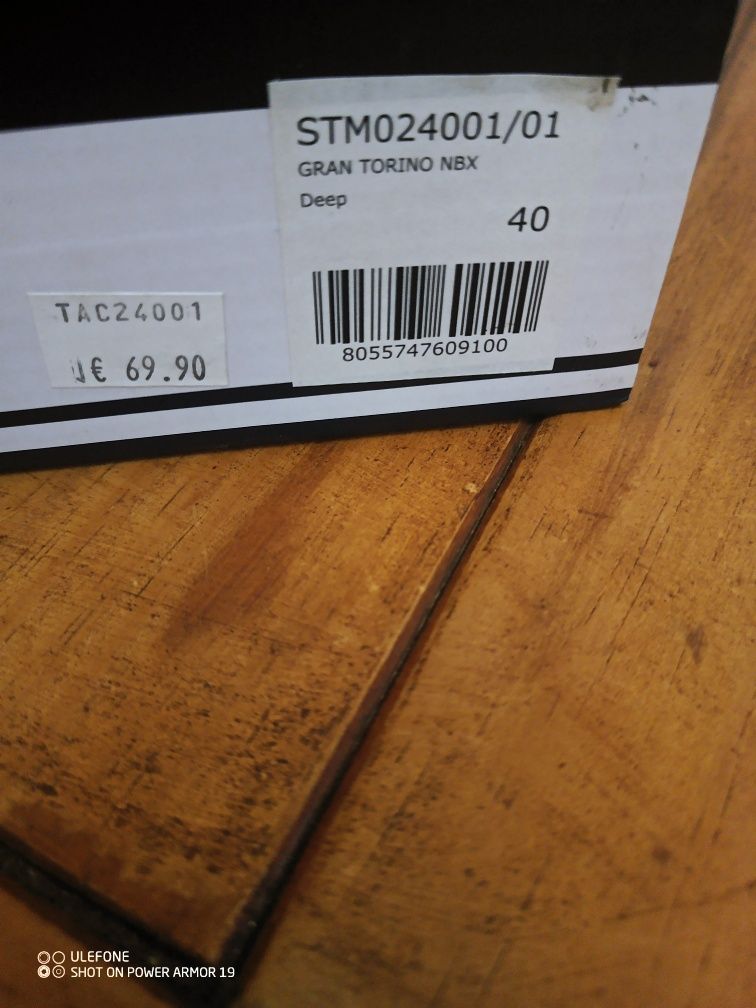 STM024001/01
GRAN TORINO NBX
Deep
40
8055747609100
TAC24001
€ 69.90
ULEFONE
SHOT ON POWER ARMOR 19